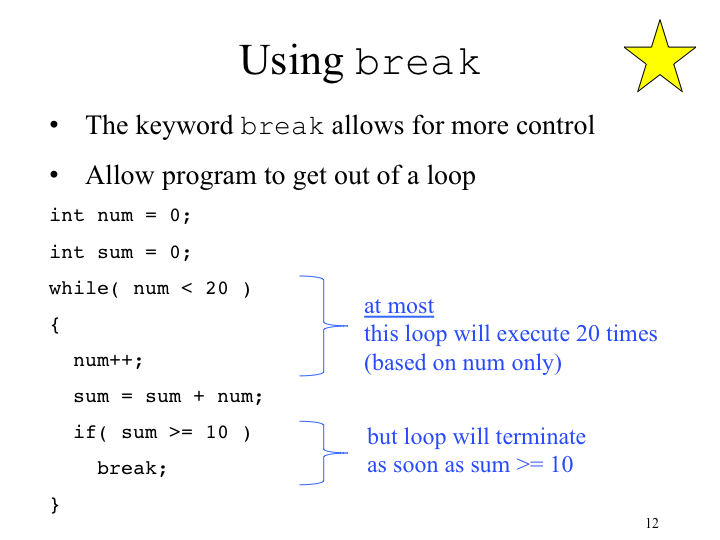 Using break
• The keyword break allows for more control
• Allow program to get out of a loop
int num = 0;
int sum = 0;
while( num < 20 )
{
num++;
sum = sum + num;
if( sum >= 10 )
break;
}
at most
this loop will execute 20 times
(based on num only)
but loop will terminate
as soon as sum >= 10
12